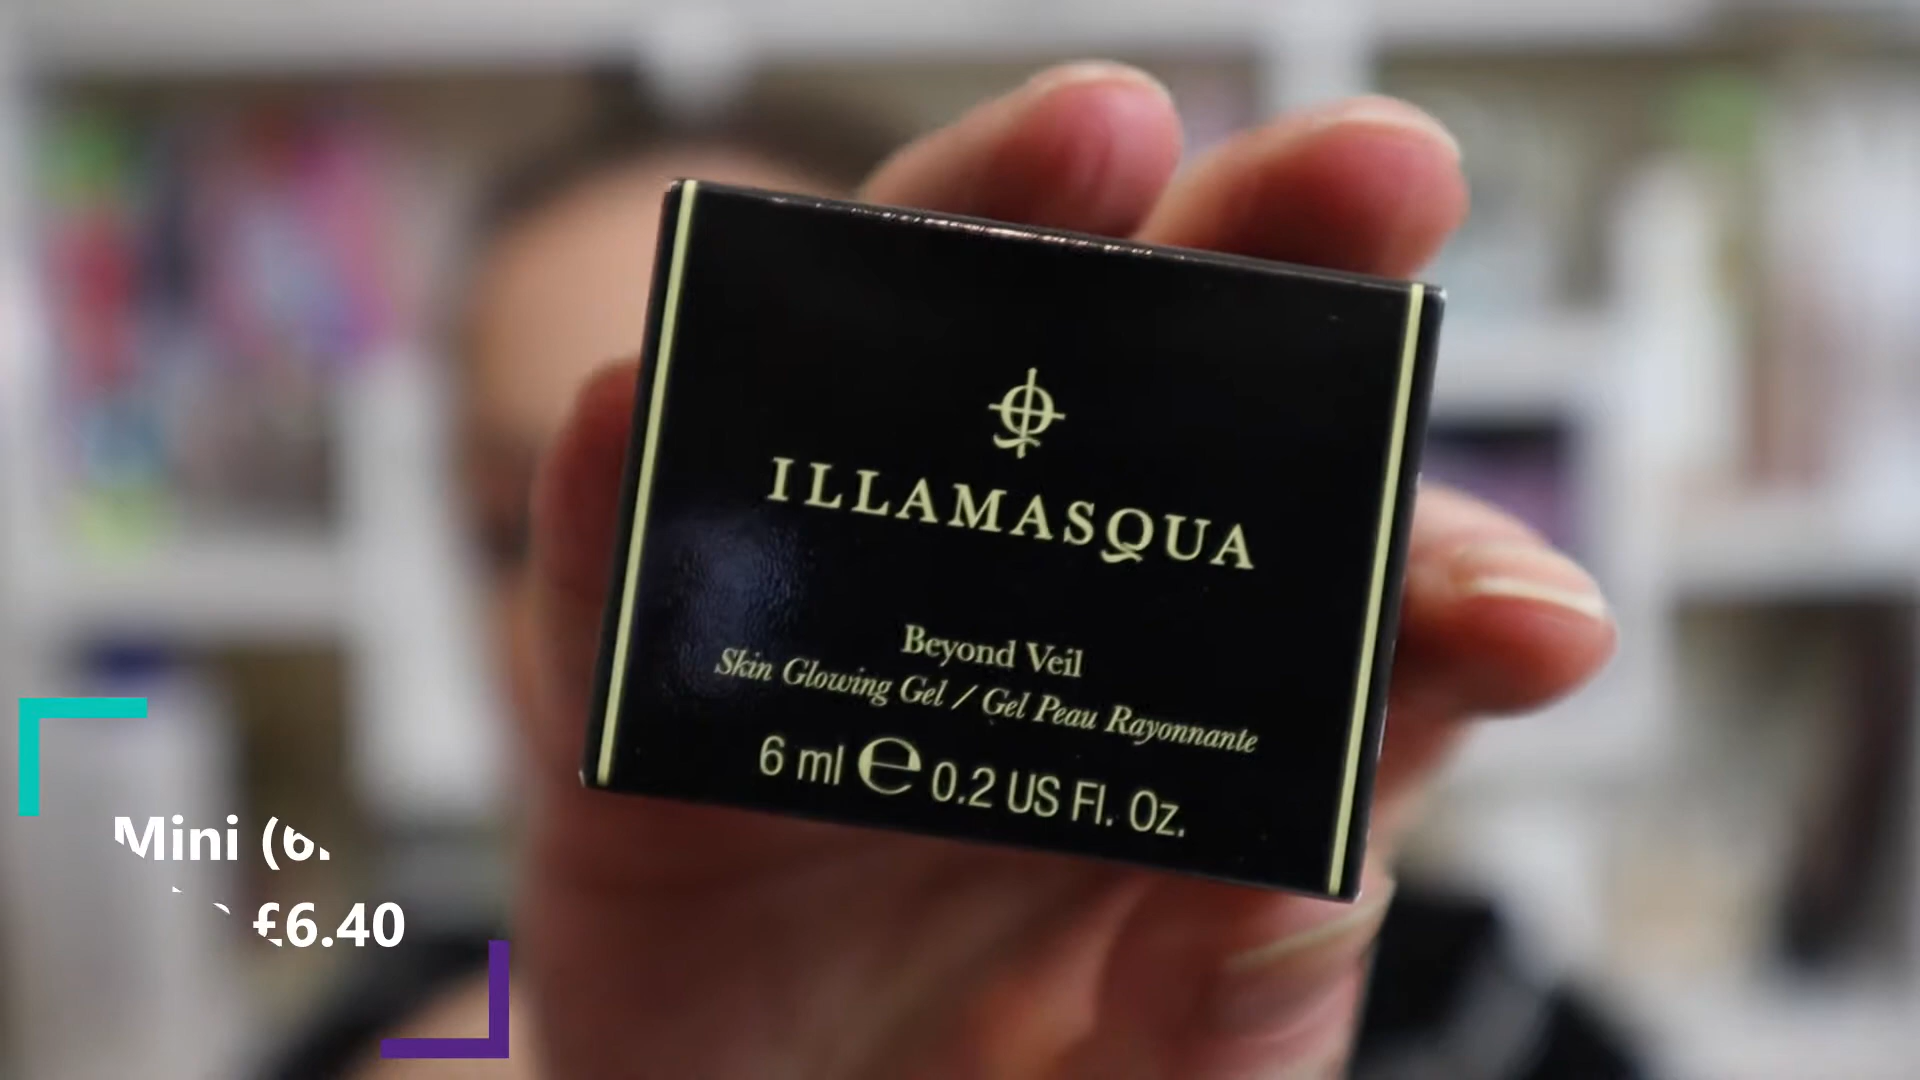 ILLAMASQUA
Beyond Veil
Skin Glowing Gel / Gel Peau Rayonnante
6 ml ℮ 0.2 US Fl. Oz.
Mini (6.
£6.40